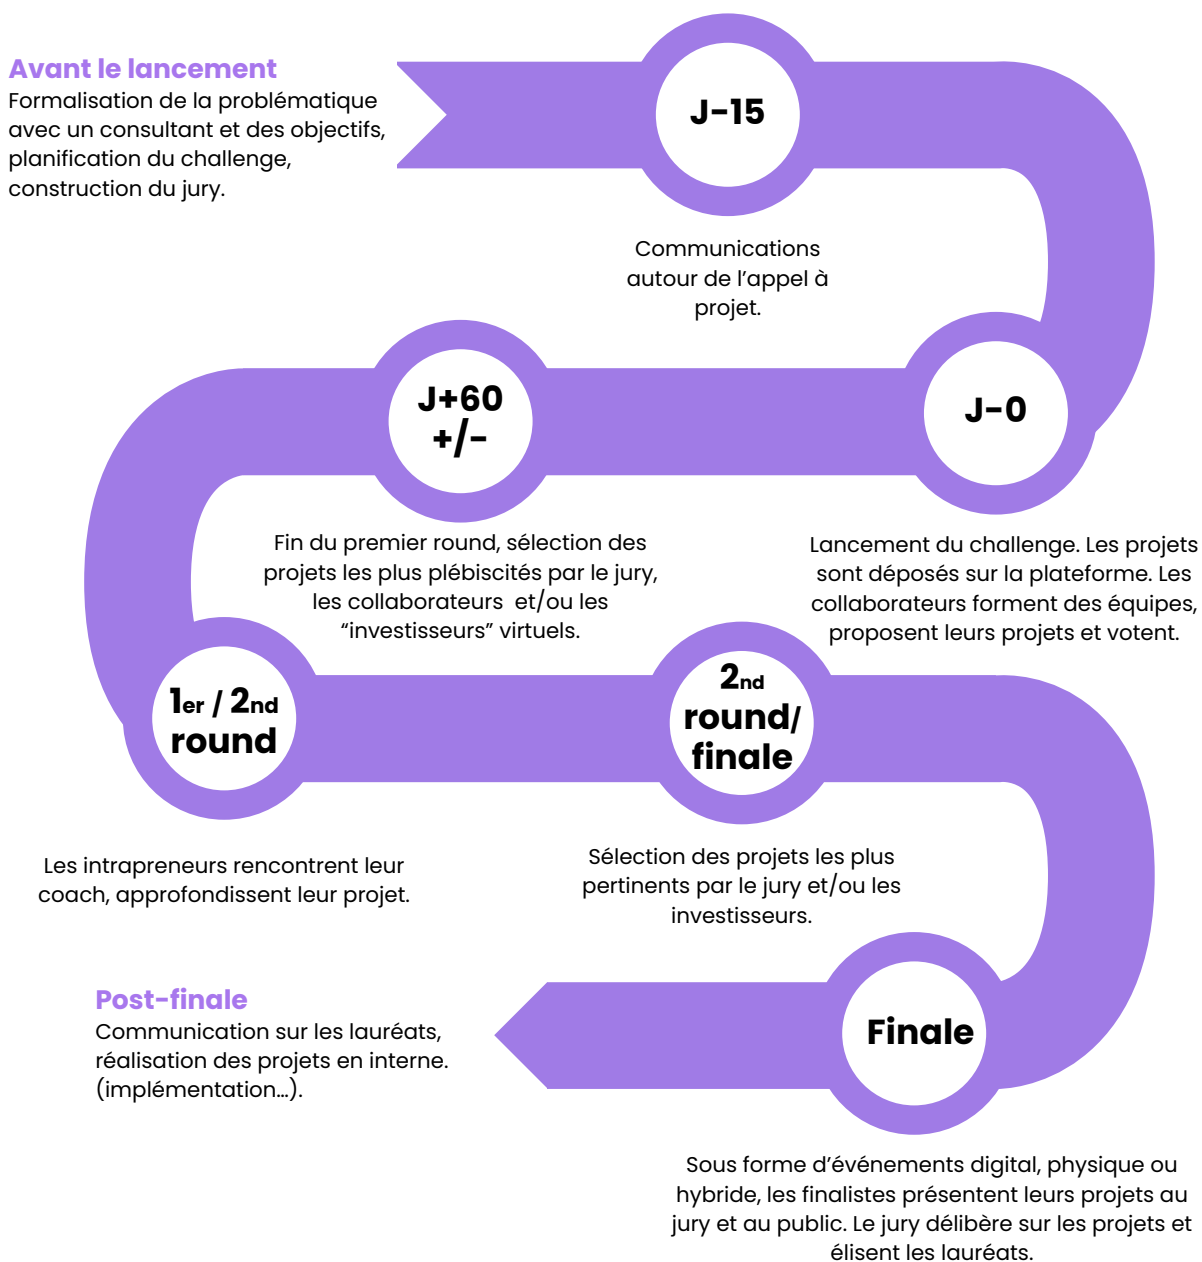 Avant le lancement
Formalisation de la problématique
avec un consultant et des objectifs,
planification du challenge,
construction du jury.
J-15
Communications
autour de l’appel à
projet.
J-0
Lancement du challenge. Les projets
sont déposés sur la plateforme. Les
collaborateurs forment des équipes,
proposent leurs projets et votent.
J+60
+/-
Fin du premier round, sélection des
projets les plus plébiscités par le jury,
les collaborateurs et/ou les
“investisseurs” virtuels.
1er / 2nd
round
Les intrapreneurs rencontrent leur
coach, approfondissent leur projet.
2nd
round/
finale
Sélection des projets les plus
pertinents par le jury et/ou les
investisseurs.
Finale
Sous forme d’événements digital, physique ou
hybride, les finalistes présentent leurs projets au
jury et au public. Le jury délibère sur les projets et
élisent les lauréats.
Post-finale
Communication sur les lauréats,
réalisation des projets en interne.
(implémentation…).